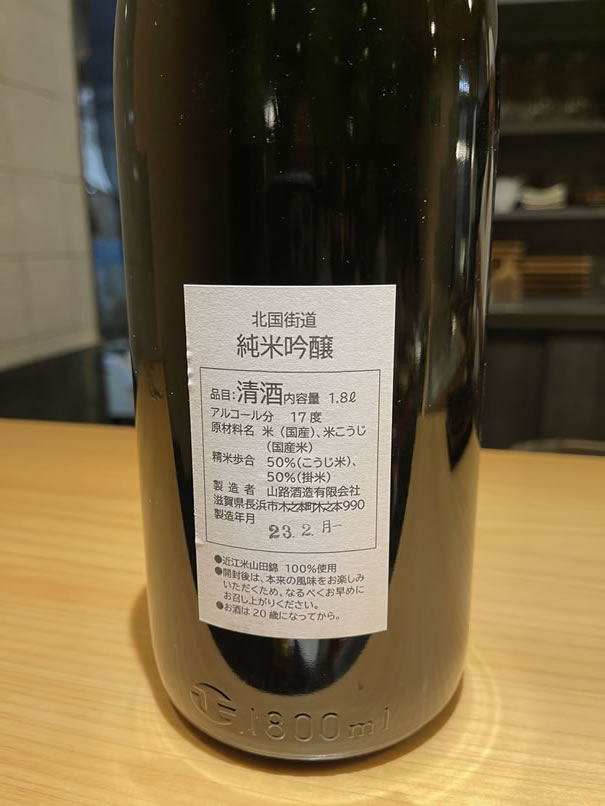 北国街道
純米吟醸
品目:清酒内容量 1.8ℓ
アルコール分 17度
原材料名 米(国産)、米こうじ
(国産米)
精米歩合 50%(こうじ米)、
50%(掛米)
製造者 山路酒造有限会社
滋賀県長浜市木之本町木之本990
製造年月
23.2.月
●近江米山田錦 100%使用
●開封後は、本来の風味をお楽しみ
いただくため、なるべくお早めに
お召し上がりください。
●お酒は20歳になってから。
1800ml